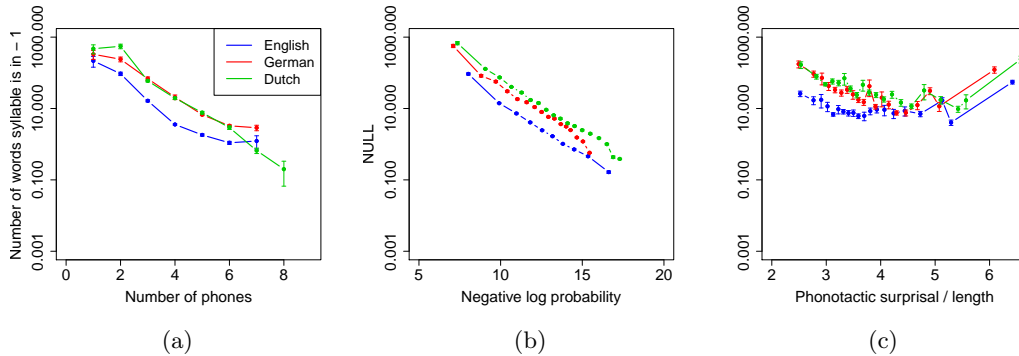 Number of words syllable is in − 1
0.001 0.100 10.000 1000.000
0 2 4 6 8
Number of phones
English
German
Dutch
(a)
NULL
0.001 0.100 10.000 1000.000
5 10 15 20
Negative log probability
(b)
0.001 0.100 10.000 1000.000
2 3 4 5 6
Phonotactic surprisal / length
(c)